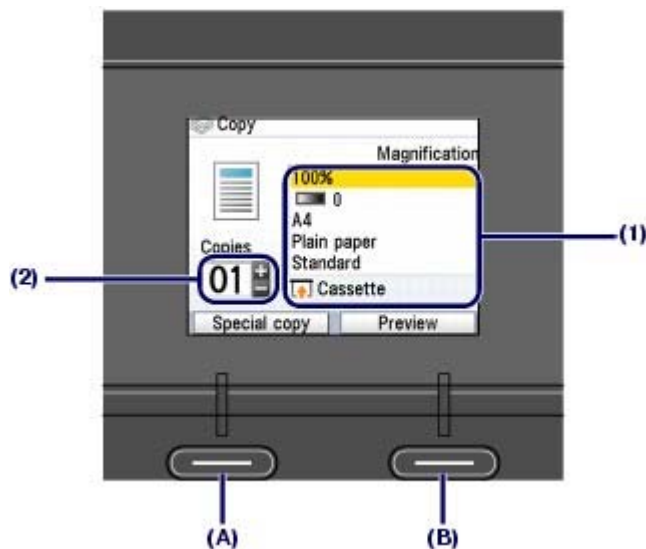 Copy
Magnification
100%
0
A4
Plain paper
(1)
Copies
Standard
(2)
01
Cassette
Special copy
Preview
(A)
(B)